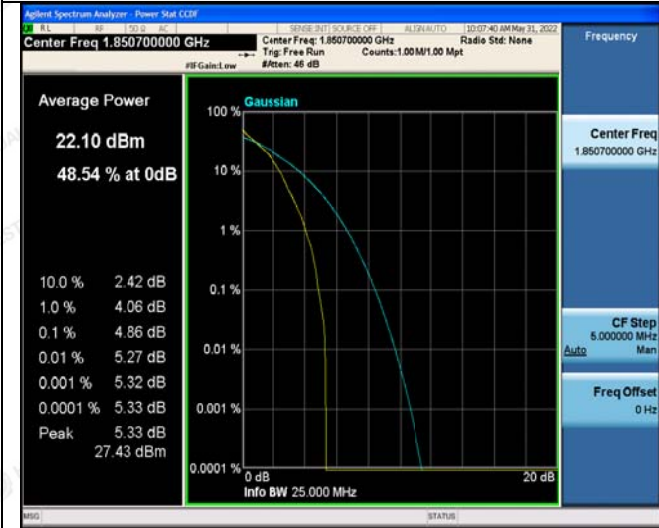 Agilent Spectrum Analyzer - Power Stat CCDF
RL RF 50 Ω AC SENSE:INT SOURCE OFF ALIGN AUTO 10:07:40 AM May 31, 2022
Center Freq 1.850700000 GHz
Center Freq: 1.850700000 GHz Radio Std: None
Trig: Free Run Counts:1.00 M/1.00 Mpt
#IFGain:Low #Atten: 46 dB
Frequency
Average Power
22.10 dBm
48.54 % at 0dB
10.0 % 2.42 dB
1.0 % 4.06 dB
0.1 % 4.86 dB
0.01 % 5.27 dB
0.001 % 5.32 dB
0.0001 % 5.33 dB
Peak 5.33 dB
27.43 dBm
Gaussian
100 %
10 %
1 %
0.1 %
0.01 %
0.001 %
0.0001 %
0 dB 20 dB
Info BW 25.000 MHz
Center Freq
1.850700000 GHz
CF Step
5.000000 MHz
Auto Man
Freq Offset
0 Hz
MSG STATUS